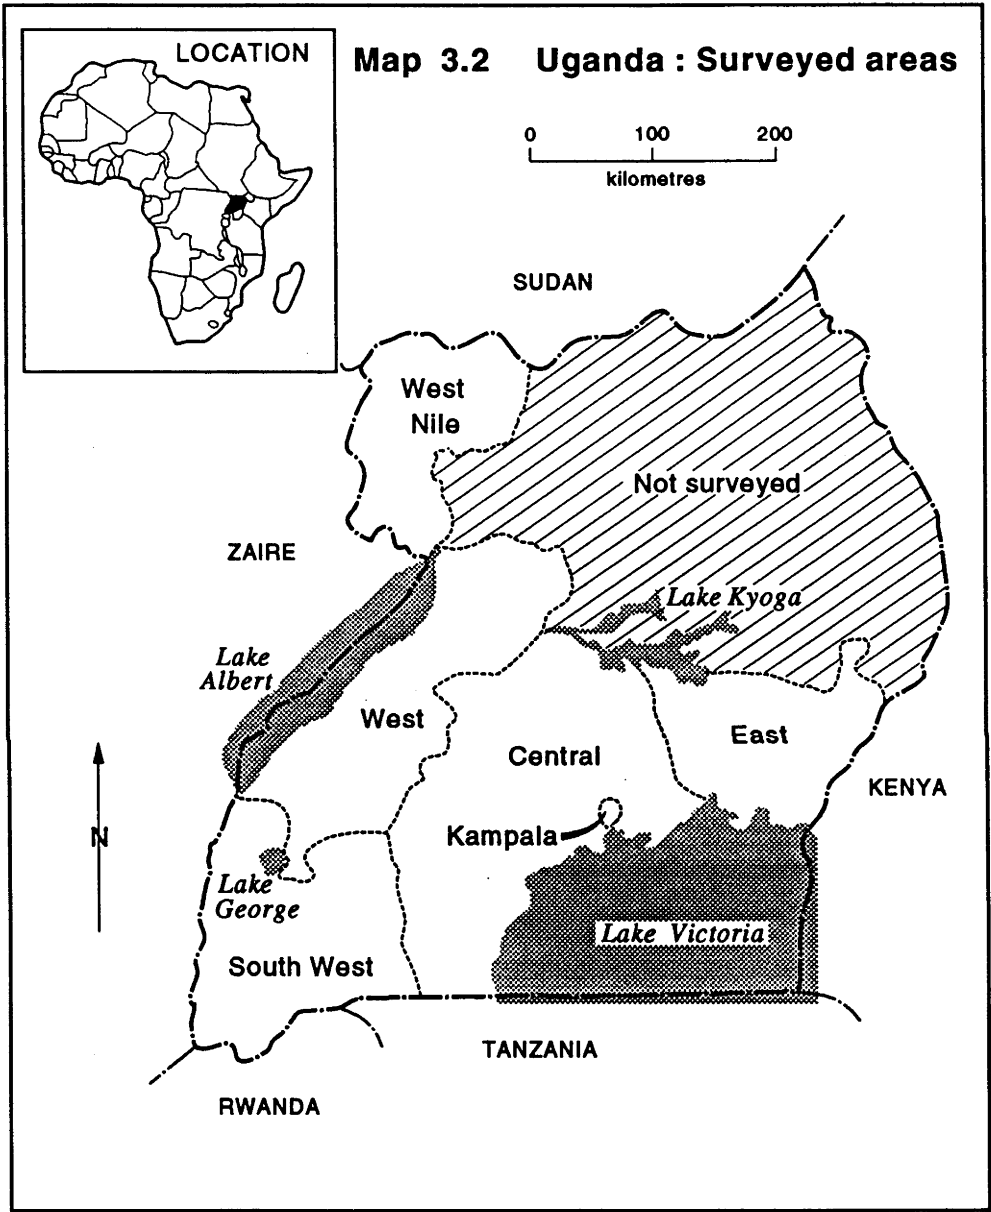 LOCATION
Map 3.2 Uganda : Surveyed areas
0 100 200
kilometres
SUDAN
West
Nile
Not surveyed
ZAIRE
Lake Kyoga
Lake
Albert
West
Central
East
KENYA
N
Kampala
Lake
George
Lake Victoria
South West
TANZANIA
RWANDA